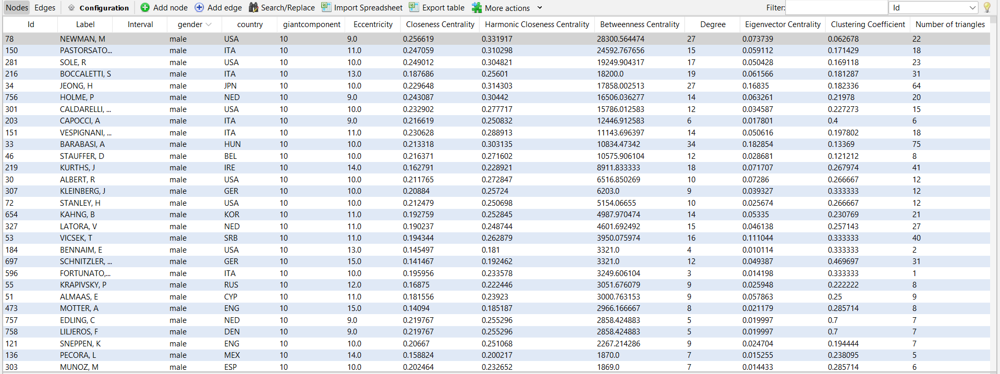 Nodes Edges Configuration Add node Add edge Search/Replace Import Spreadsheet Export table More actions Filter: Id
Id Label Interval gender country giantcomponent Eccentricity Closeness Centrality Harmonic Closeness Centrality Betweenness Centrality Degree Eigenvector Centrality Clustering Coefficient Number of triangles
78 NEWMAN, M male USA 10 9.0 0.256619 0.331917 28300.564474 27 0.073739 0.062678 22
150 PASTORSATO... male ITA 10 11.0 0.247059 0.310298 24592.767656 15 0.059112 0.171429 18
281 SOLE, R male USA 10 10.0 0.249012 0.304821 19249.904317 17 0.050428 0.169118 23
216 BOCCALETTI, S male ITA 10 13.0 0.187686 0.25601 18200.0 19 0.061566 0.181287 31
34 JEONG, H male JPN 10 10.0 0.229648 0.314303 17858.002513 27 0.16835 0.182336 64
756 HOLME, P male NED 10 9.0 0.243087 0.30442 16506.036277 14 0.063261 0.21978 20
301 CALDARELLI, ... male USA 10 10.0 0.232902 0.277717 15786.012583 12 0.034587 0.227273 15
203 CAPOCCI, A male ITA 10 9.0 0.216619 0.250832 12446.912583 6 0.017801 0.4 6
151 VESPIGNANI, ... male ITA 10 11.0 0.230628 0.288913 11143.696397 14 0.050616 0.197802 18
33 BARABASI, A male HUN 10 10.0 0.213318 0.303135 10834.47342 34 0.182854 0.13369 75
46 STAUFFER, D male BEL 10 10.0 0.216371 0.271602 10575.906104 12 0.028681 0.121212 8
219 KURTHS, J male IRE 10 14.0 0.162791 0.228921 8911.833333 18 0.071707 0.267974 41
30 ALBERT, R male USA 10 10.0 0.211765 0.272847 6516.850269 10 0.07286 0.266667 12
307 KLEINBERG, J male GER 10 10.0 0.20884 0.25724 6203.0 9 0.039327 0.333333 12
72 STANLEY, H male USA 10 10.0 0.212479 0.250698 5154.06655 10 0.025674 0.266667 12
654 KAHNG, B male KOR 10 11.0 0.192759 0.252845 4987.970474 14 0.05335 0.230769 21
327 LATORA, V male NED 10 11.0 0.190237 0.248744 4601.692492 15 0.046138 0.257143 27
53 VICSEK, T male SRB 10 11.0 0.194344 0.262879 3950.075974 16 0.111044 0.333333 40
184 BENNAIM, E male USA 10 13.0 0.145497 0.181 3321.0 4 0.010114 0.333333 2
697 SCHNITZLER, ... male GER 10 15.0 0.141467 0.192462 3321.0 12 0.049387 0.469697 31
596 FORTUNATO,... male ITA 10 10.0 0.195956 0.233578 3249.606104 3 0.014198 0.333333 1
55 KRAPIVSKY, P male RUS 10 12.0 0.16875 0.222446 3051.676079 9 0.025948 0.222222 8
51 ALMAAS, E male CYP 10 11.0 0.181556 0.23923 3000.763153 9 0.057863 0.25 9
473 MOTTER, A male ENG 10 15.0 0.14094 0.185187 2966.166667 8 0.021179 0.285714 8
757 EDLING, C male NED 10 9.0 0.219767 0.255296 2858.424883 5 0.019997 0.7 7
758 LILJEROS, F male DEN 10 9.0 0.219767 0.255296 2858.424883 5 0.019997 0.7 7
121 SNEPPEN, K male ENG 10 10.0 0.20667 0.251068 2267.214286 9 0.024704 0.194444 7
136 PECORA, L male MEX 10 14.0 0.158824 0.200217 1870.0 7 0.015255 0.238095 5
303 MUNOZ, M male ESP 10 10.0 0.202464 0.232652 1869.0 7 0.014433 0.285714 6